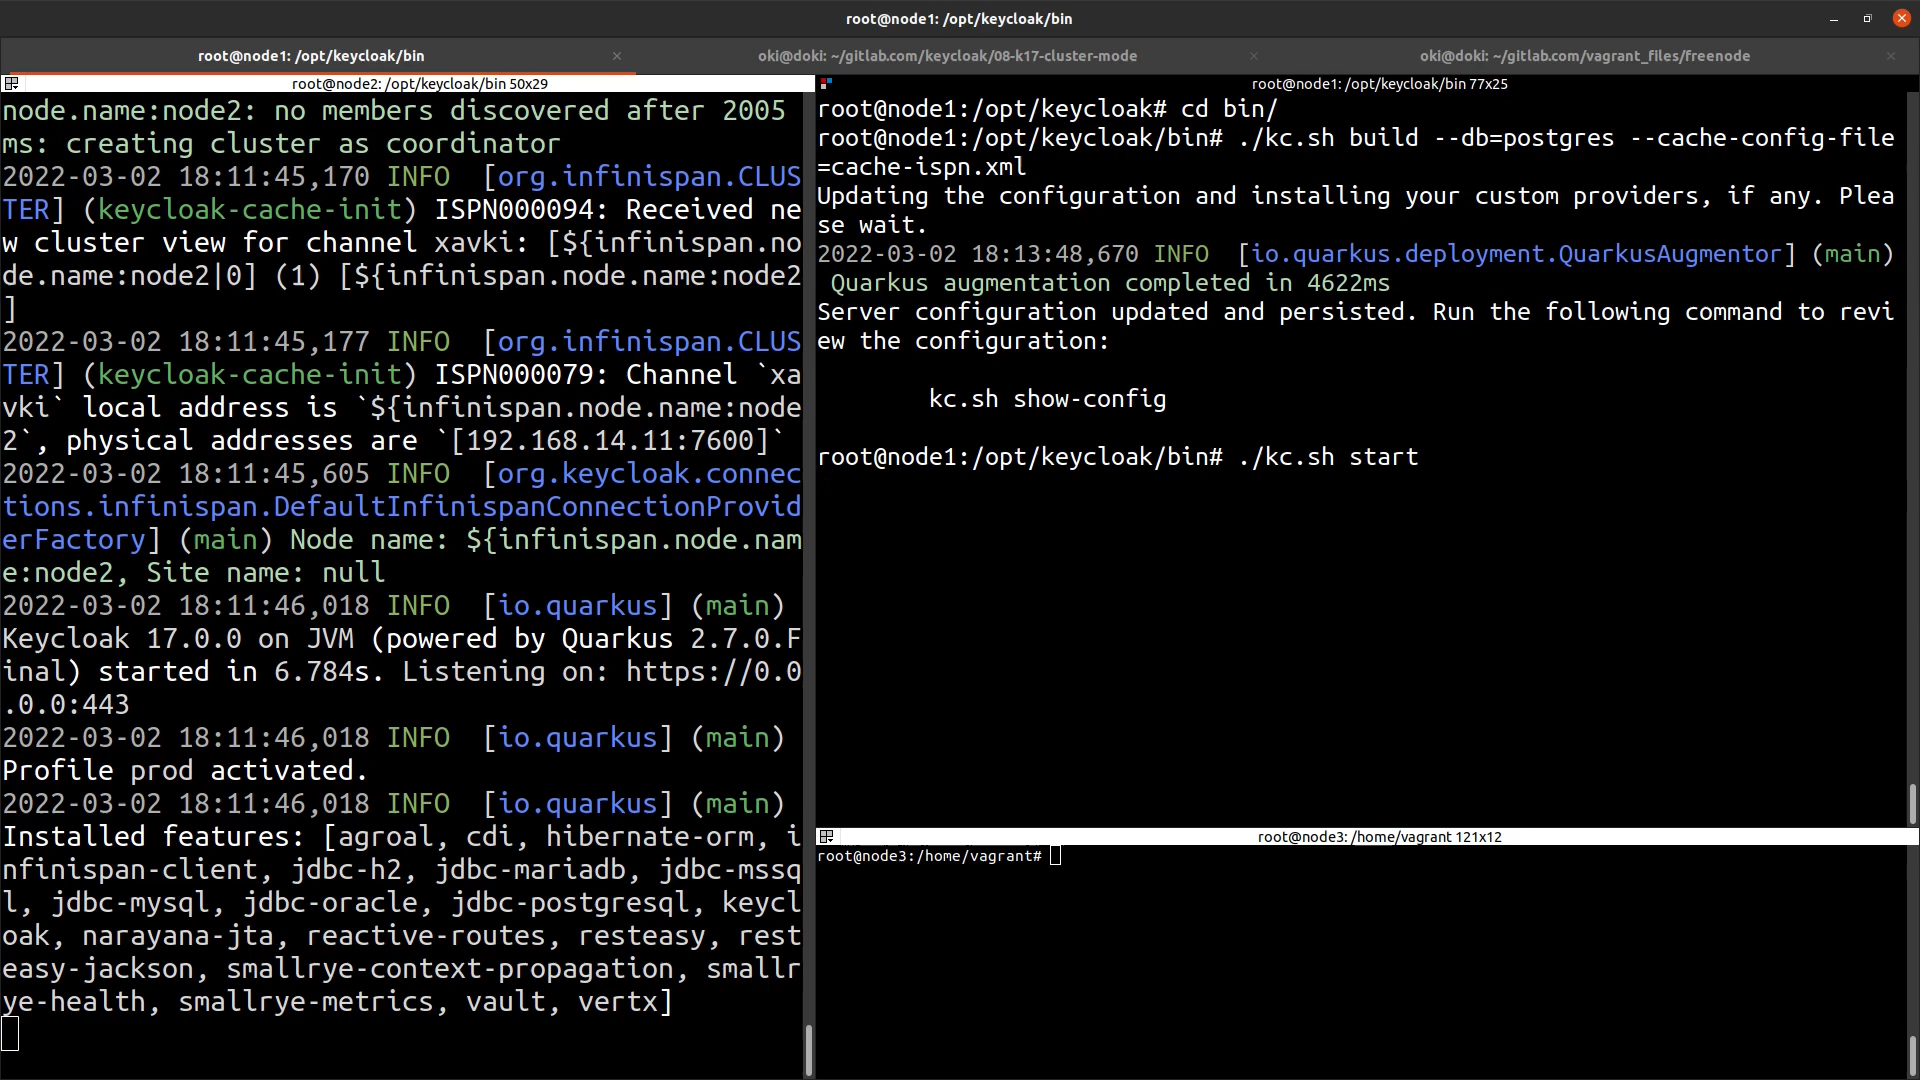 root@node1: /opt/keycloak/bin
root@node1: /opt/keycloak/bin
oki@doki: ~/gitlab.com/keycloak/08-k17-cluster-mode
oki@doki: ~/gitlab.com/vagrant_files/freenode
root@node2: /opt/keycloak/bin 50x29
node.name:node2: no members discovered after 2005
ms: creating cluster as coordinator
2022-03-02 18:11:45,170 INFO  [org.infinispan.CLUS
TER] (keycloak-cache-init) ISPN000094: Received ne
w cluster view for channel xavki: [${infinispan.no
de.name:node2|0] (1) [${infinispan.node.name:node2
]
2022-03-02 18:11:45,177 INFO  [org.infinispan.CLUS
TER] (keycloak-cache-init) ISPN000079: Channel `xa
vki` local address is `${infinispan.node.name:node
2`, physical addresses are `[192.168.14.11:7600]`
2022-03-02 18:11:45,605 INFO  [org.keycloak.connec
tions.infinispan.DefaultInfinispanConnectionProvid
erFactory] (main) Node name: ${infinispan.node.nam
e:node2, Site name: null
2022-03-02 18:11:46,018 INFO  [io.quarkus] (main)
Keycloak 17.0.0 on JVM (powered by Quarkus 2.7.0.F
inal) started in 6.784s. Listening on: https://0.0
.0.0:443
2022-03-02 18:11:46,018 INFO  [io.quarkus] (main)
Profile prod activated.
2022-03-02 18:11:46,018 INFO  [io.quarkus] (main)
Installed features: [agroal, cdi, hibernate-orm, i
nfinispan-client, jdbc-h2, jdbc-mariadb, jdbc-mssq
l, jdbc-mysql, jdbc-oracle, jdbc-postgresql, keycl
oak, narayana-jta, reactive-routes, resteasy, rest
easy-jackson, smallrye-context-propagation, smallr
ye-health, smallrye-metrics, vault, vertx]
root@node1: /opt/keycloak/bin 77x25
root@node1:/opt/keycloak# cd bin/
root@node1:/opt/keycloak/bin# ./kc.sh build --db=postgres --cache-config-file
=cache-ispn.xml
Updating the configuration and installing your custom providers, if any. Plea
se wait.
2022-03-02 18:13:48,670 INFO  [io.quarkus.deployment.QuarkusAugmentor] (main)
 Quarkus augmentation completed in 4622ms
Server configuration updated and persisted. Run the following command to revi
ew the configuration:
kc.sh show-config
root@node1:/opt/keycloak/bin# ./kc.sh start
root@node3: /home/vagrant 121x12
root@node3:/home/vagrant#